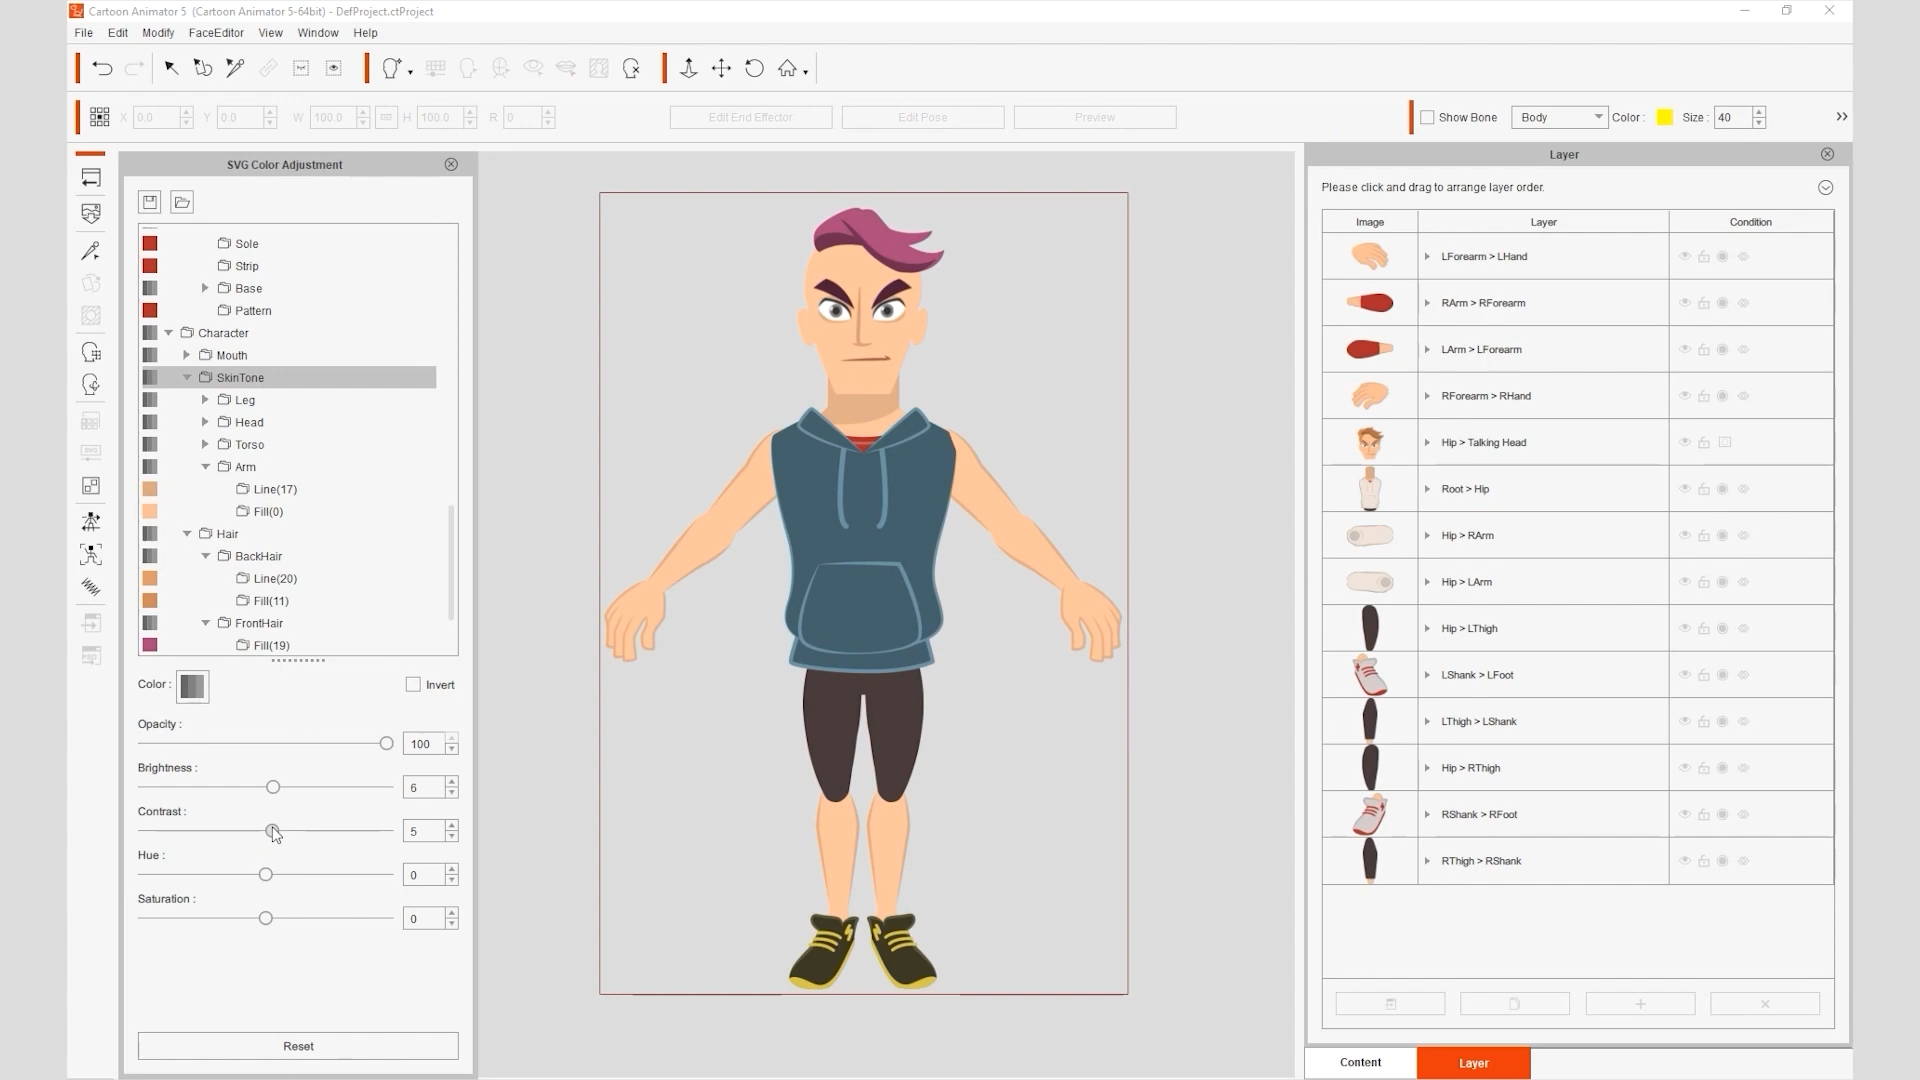 Cartoon Animator 5 (Cartoon Animator 5-64bit) - DefProject.ctProject
File Edit Modify FaceEditor View Window Help
X 0.0 Y 0.0 W 100.0 H 100.0 R 0 Edit End Effector Edit Pose Preview Show Bone Body Color : Size : 40
SVG Color Adjustment
Sole
Strip
Base
Pattern
Character
Mouth
SkinTone
Leg
Head
Torso
Arm
Line(17)
Fill(0)
Hair
BackHair
Line(20)
Fill(11)
FrontHair
Fill(19)
Color : Invert
Opacity :
100
Brightness :
6
Contrast :
5
Hue :
0
Saturation :
0
Reset
Layer
Please click and drag to arrange layer order.
Image Layer Condition
LForearm > LHand
RArm > RForearm
LArm > LForearm
RForearm > RHand
Hip > Talking Head
Root > Hip
Hip > RArm
Hip > LArm
Hip > LThigh
LShank > LFoot
LThigh > LShank
Hip > RThigh
RShank > RFoot
RThigh > RShank
Content Layer